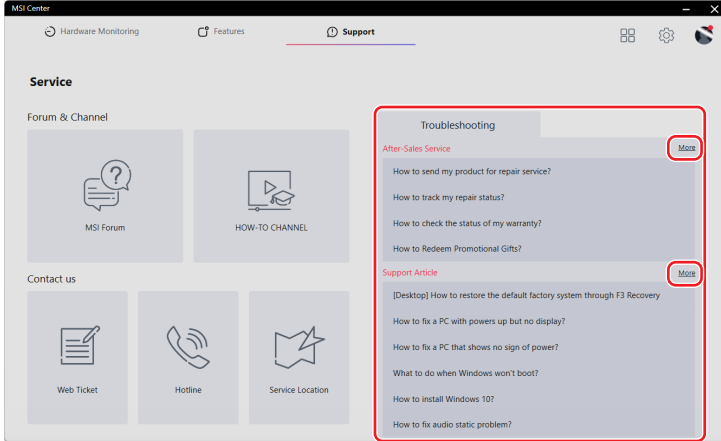 MSI Center
Hardware Monitoring
Features
Support
Service
Forum & Channel
MSI Forum
HOW-TO CHANNEL
Contact us
Web Ticket
Hotline
Service Location
Troubleshooting
After-Sales Service
More
How to send my product for repair service?
How to track my repair status?
How to check the status of my warranty?
How to Redeem Promotional Gifts?
Support Article
More
[Desktop] How to restore the default factory system through F3 Recovery
How to fix a PC with powers up but no display?
How to fix a PC that shows no sign of power?
What to do when Windows won't boot?
How to install Windows 10?
How to fix audio static problem?